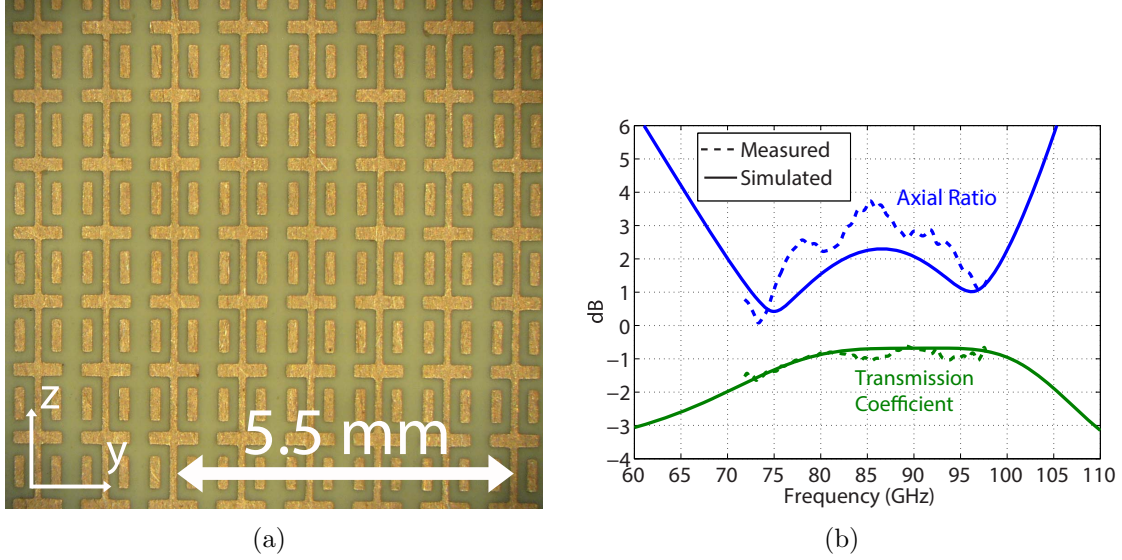 z
y
5.5 mm
(a)
6
5
4
3
2
1
0
−1
−2
−3
−4
dB
Measured
Simulated
Axial Ratio
Transmission
Coefficient
60 65 70 75 80 85 90 95 100 105 110
Frequency (GHz)
(b)